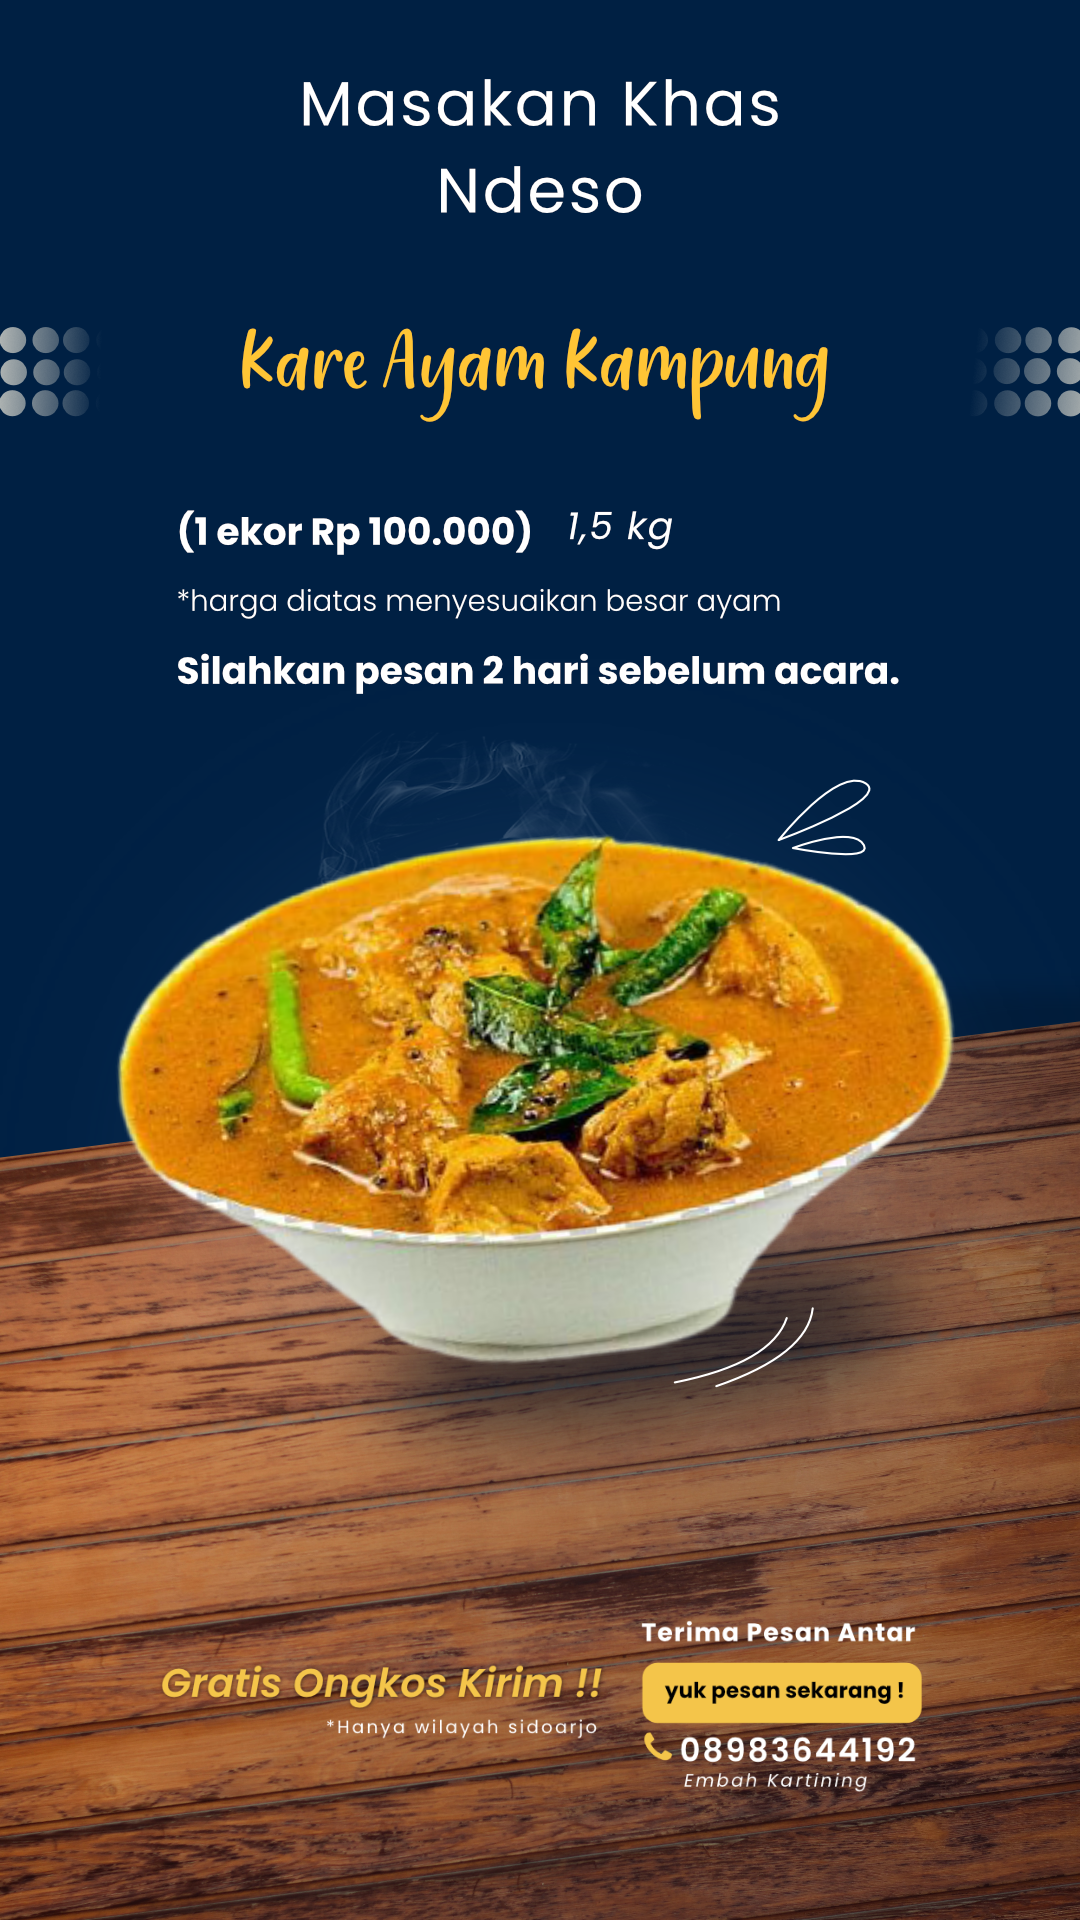 Masakan Khas
Ndeso
Kare Ayam Kampung
(1 ekor Rp 100.000) 1,5 kg
*harga diatas menyesuaikan besar ayam
Silahkan pesan 2 hari sebelum acara.
Gratis Ongkos Kirim !!
*Hanya wilayah sidoarjo
Terima Pesan Antar
yuk pesan sekarang !
08983644192
Embah Kartining